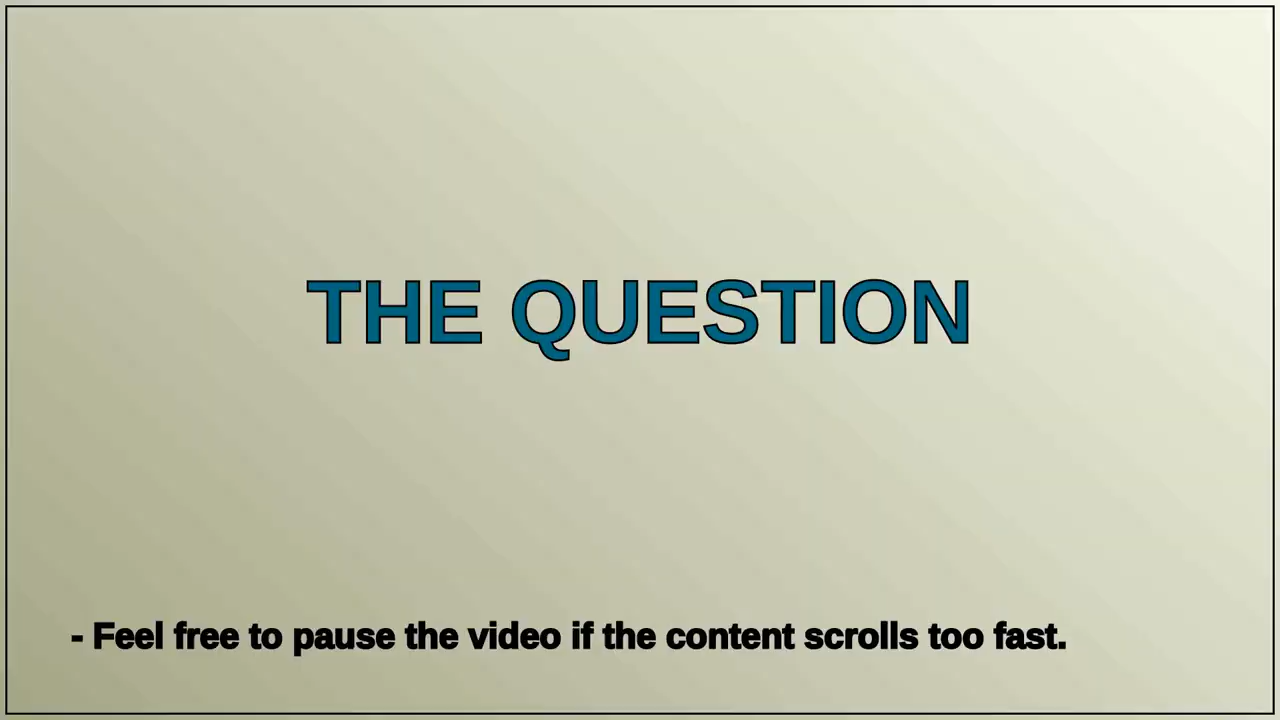 THE QUESTION
- Feel free to pause the video if the content scrolls too fast.